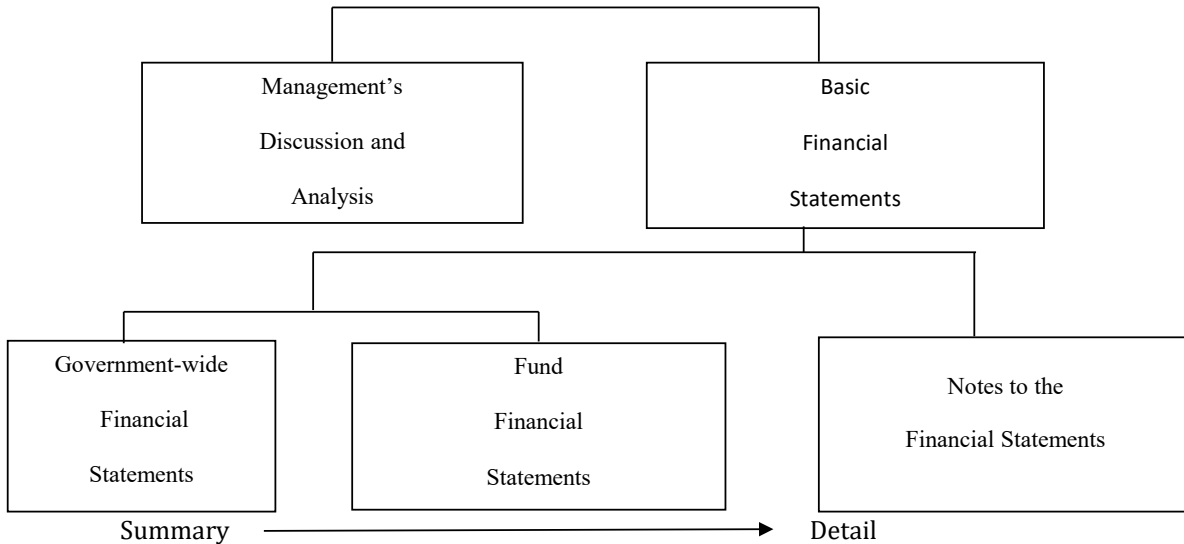 Management’s
Discussion and
Analysis
Basic
Financial
Statements
Government-wide
Financial
Statements
Fund
Financial
Statements
Notes to the
Financial Statements
Summary
Detail